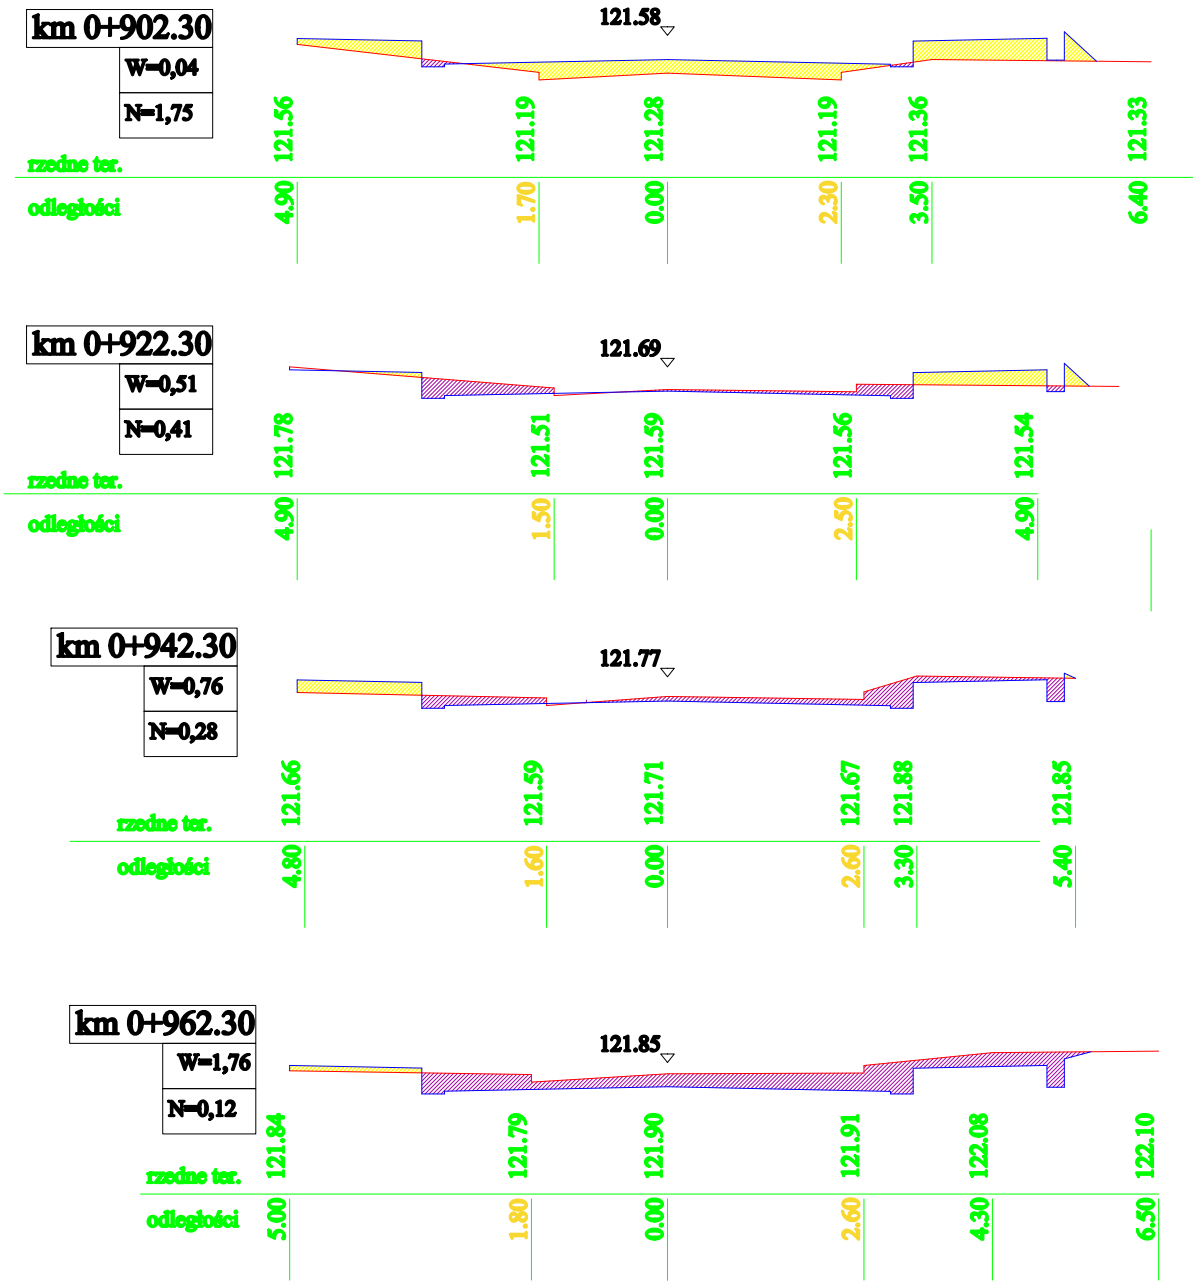 km 0+902.30
121.58
W=0,04
N=1,75
121.56 121.19 121.28 121.19 121.36 121.33
rzedne ter.
odległości
4.90 1.70 0.00 2.30 3.50 6.40
km 0+922.30
121.69
W=0,51
N=0,41
121.78 121.51 121.59 121.56 121.54
rzedne ter.
odległości
4.90 1.50 0.00 2.50 4.90
km 0+942.30
121.77
W=0,76
N=0,28
121.66 121.59 121.71 121.67 121.88 121.85
rzedne ter.
odległości
4.80 1.60 0.00 2.60 3.30 5.40
km 0+962.30
121.85
W=1,76
N=0,12
121.84 121.79 121.90 121.91 122.08 122.10
rzedne ter.
odległości
5.00 1.80 0.00 2.60 4.30 6.50